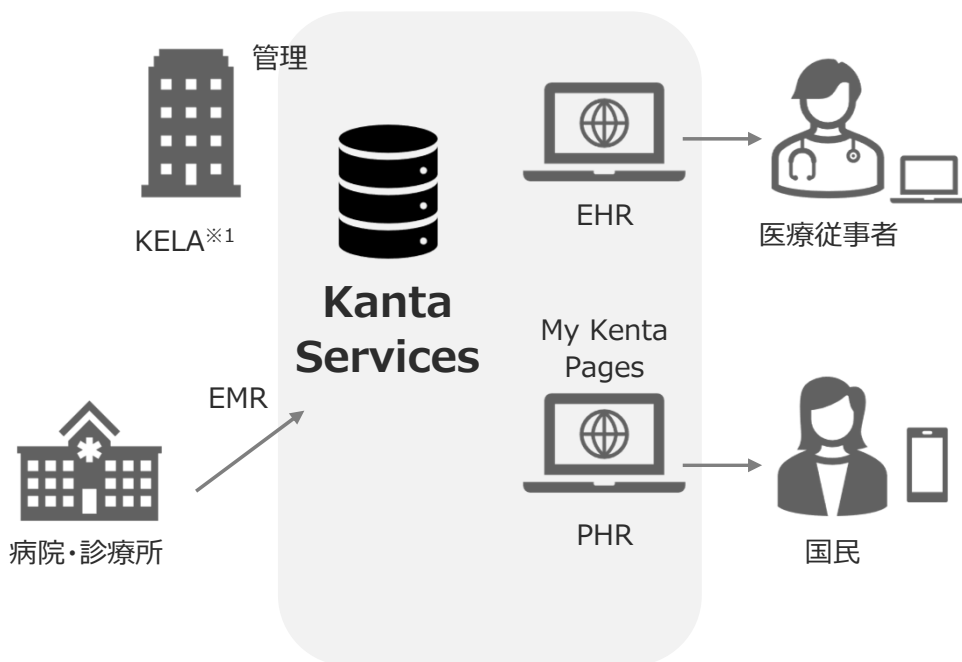 管理
KELA※1
Kanta
Services
EHR
医療従事者
EMR
My Kenta
Pages
病院・診療所
PHR
国民